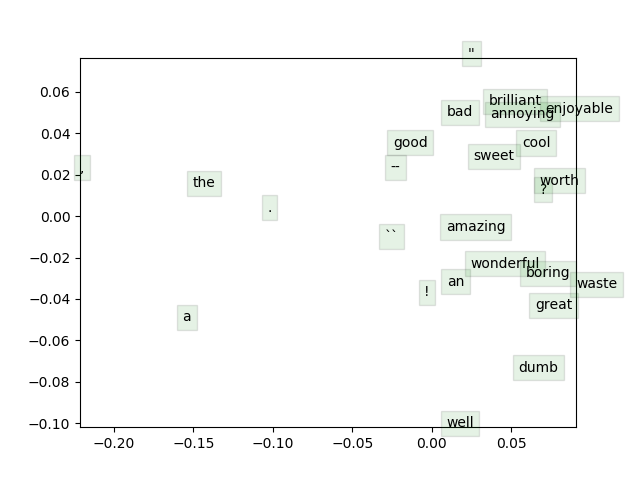 ''
0.06
brilliant
enjoyable
bad
annoying
0.04
good
cool
sweet
0.02
,
--
worth
the
?
0.00
.
amazing
``
−0.02
wonderful
boring
an
waste
−0.04
!
great
a
−0.06
dumb
−0.08
well
−0.10
−0.20 −0.15 −0.10 −0.05 0.00 0.05